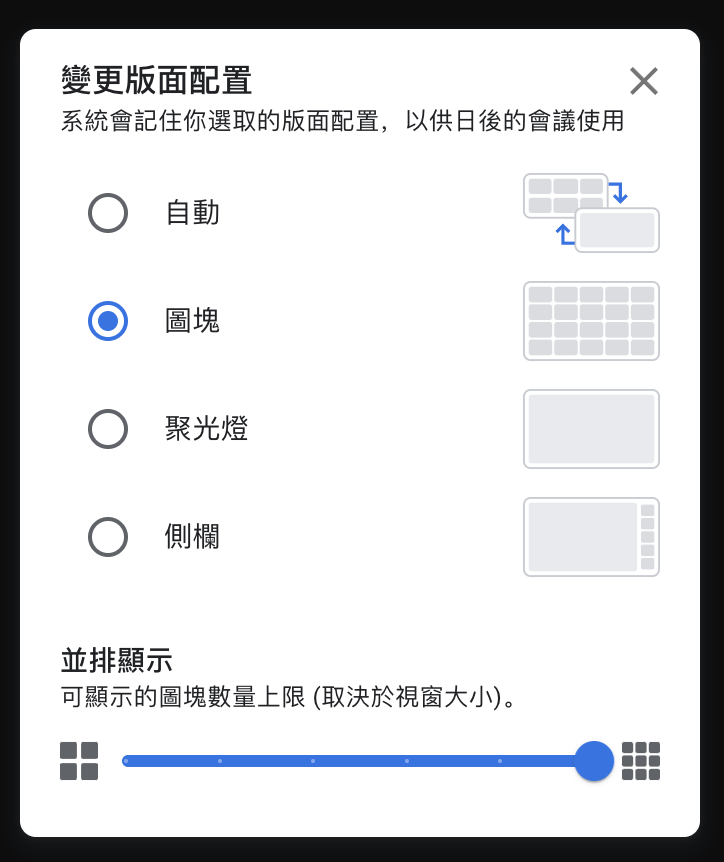 變更版面配置
系統會記住你選取的版面配置，以供日後的會議使用
自動
圖塊
聚光燈
側欄
並排顯示
可顯示的圖塊數量上限 (取決於視窗大小)。